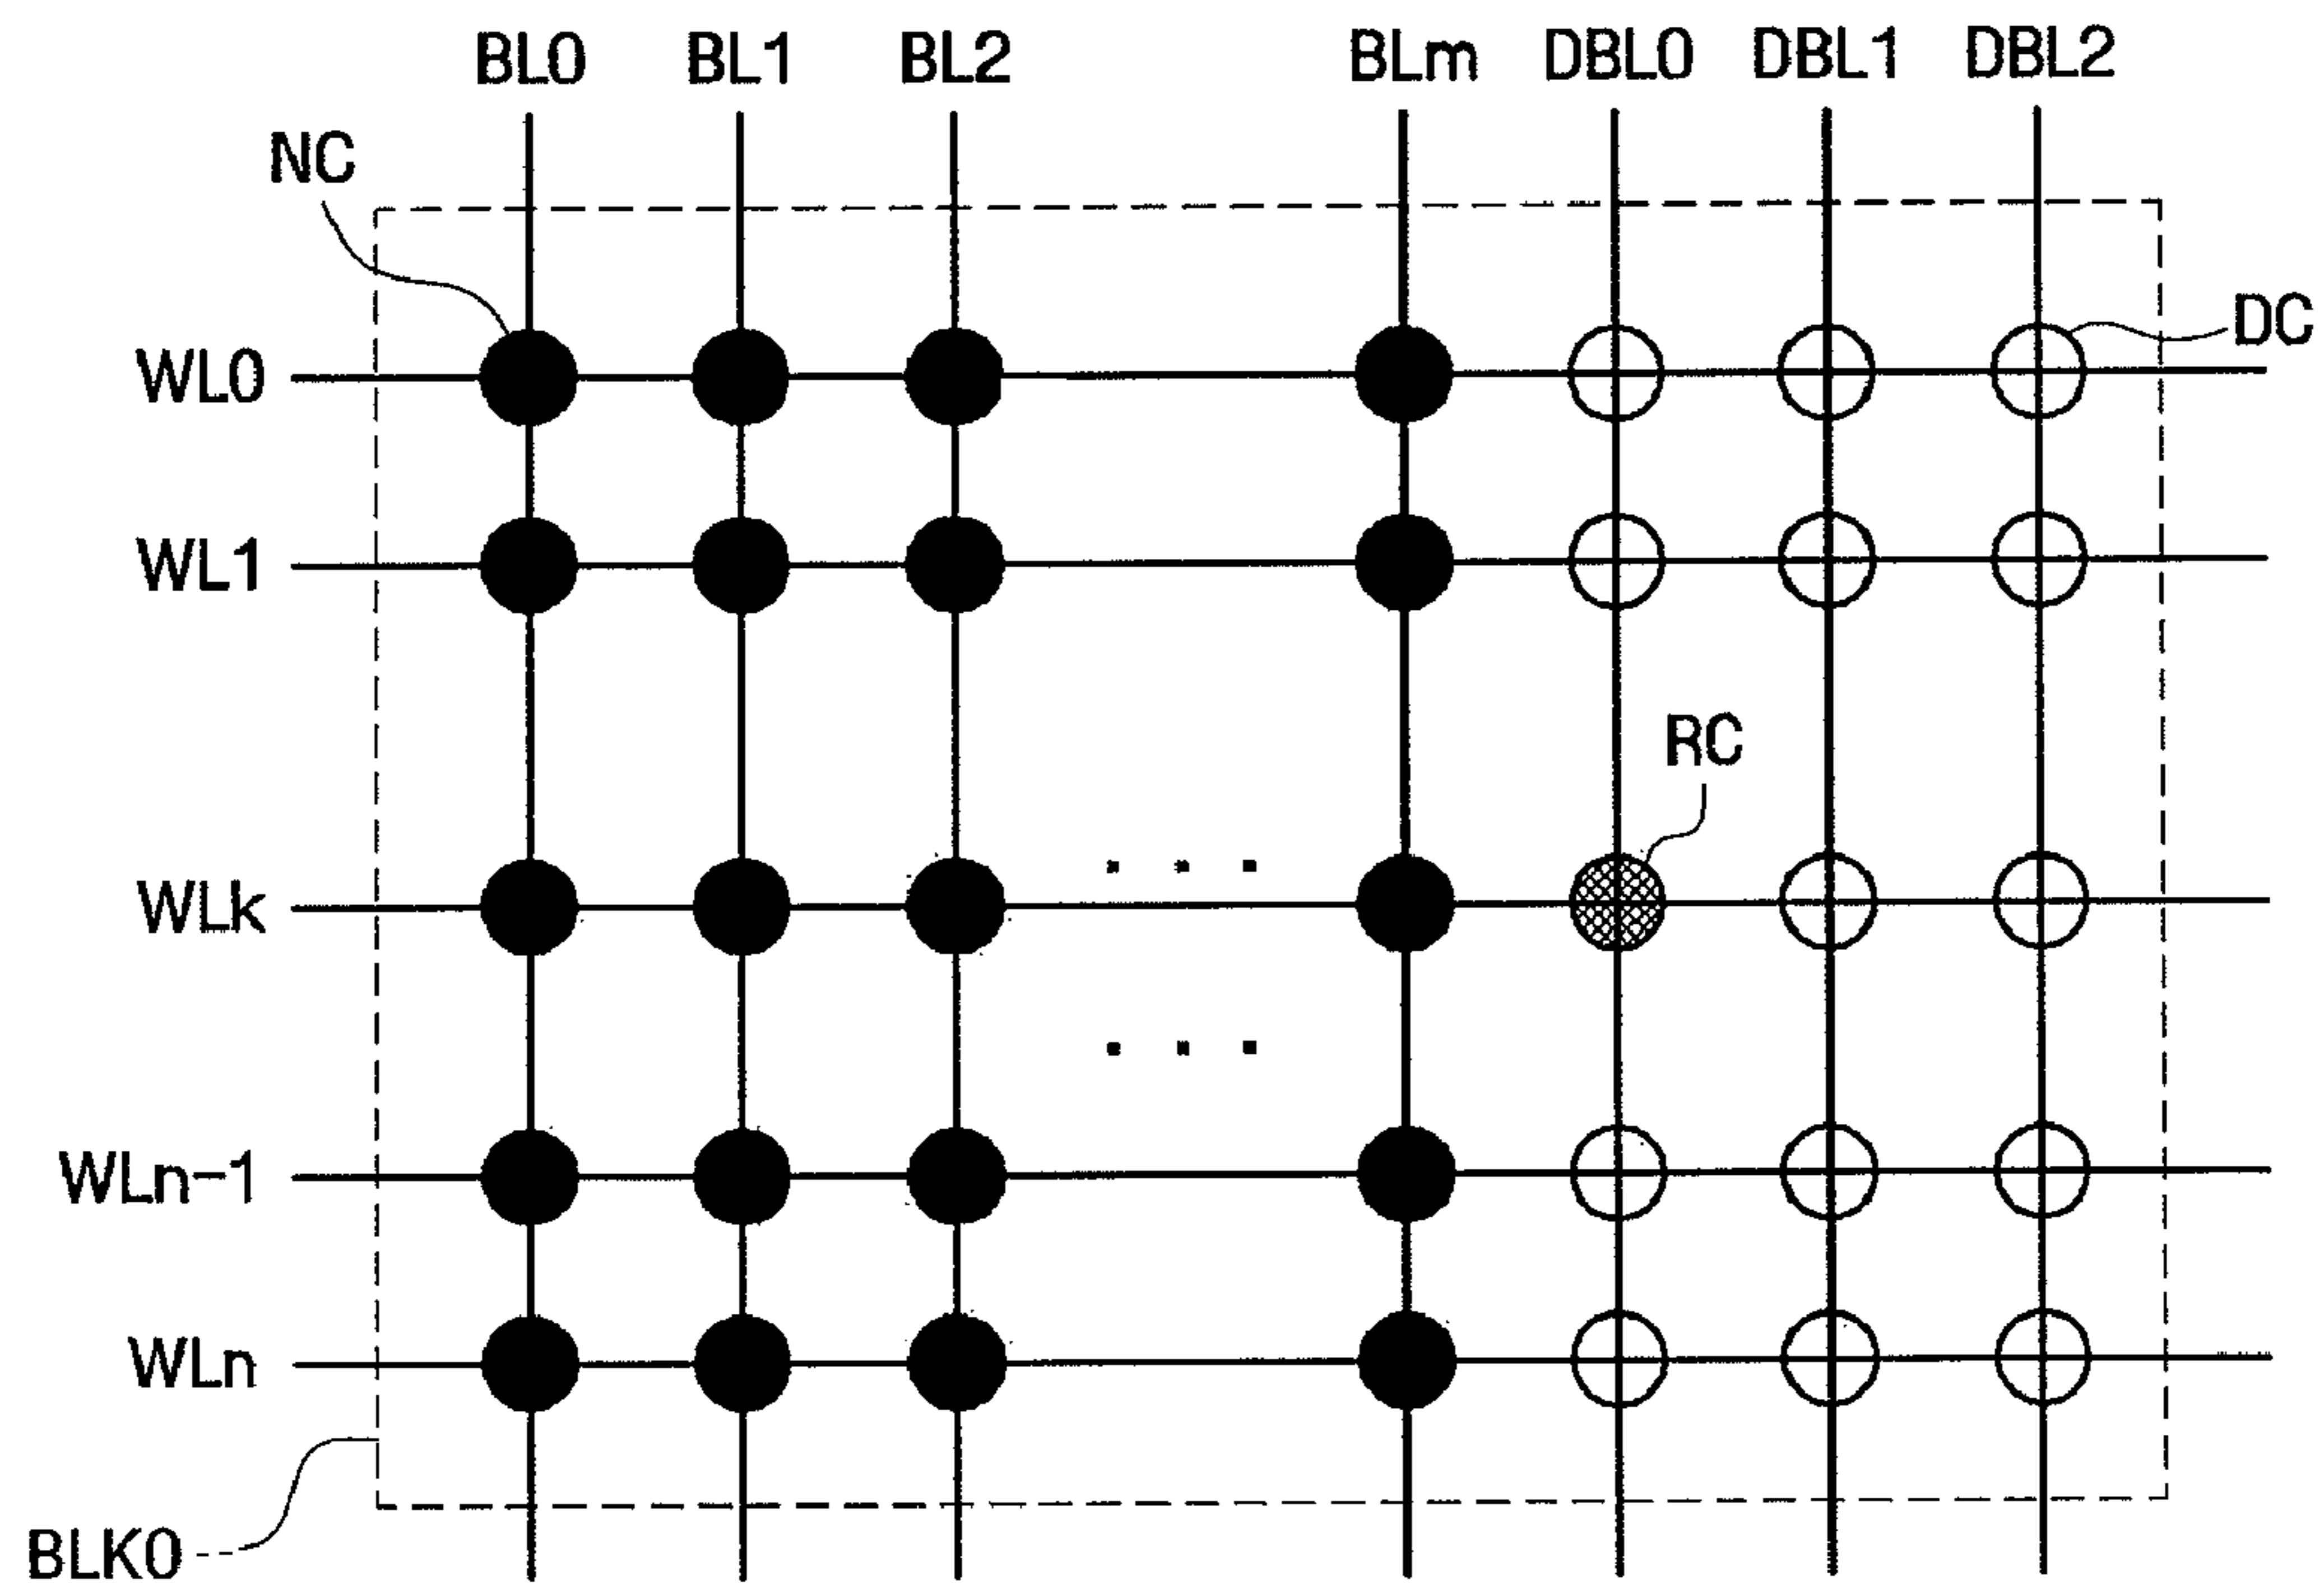 BL0 BL1 BL2 BLm DBL0 DBL1 DBL2
NC
DC
WL0
WL1
RC
WLk
. . .
. . .
WLn-1
WLn
BLK0